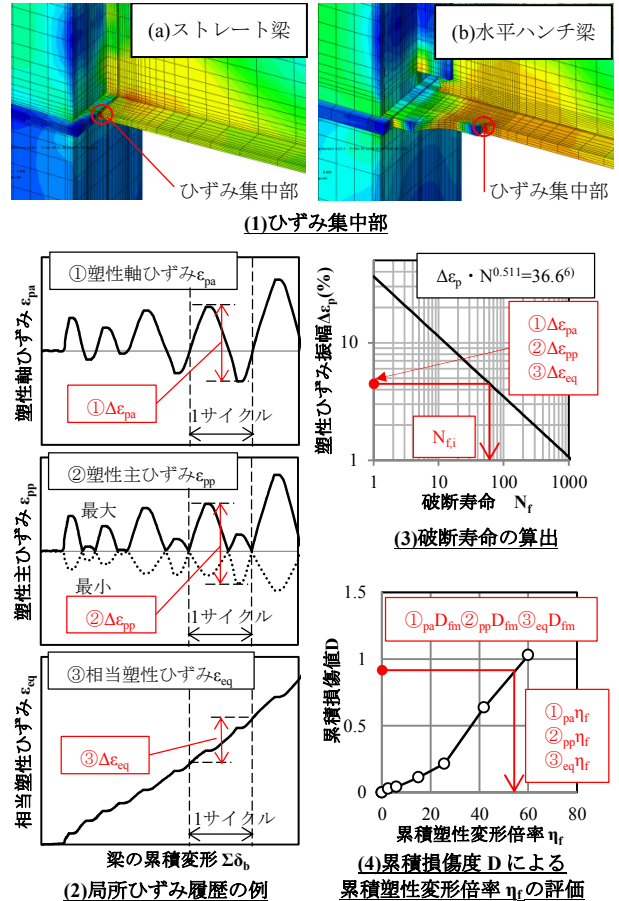 (a)ストレート梁
(b)水平ハンチ梁
ひずみ集中部
ひずみ集中部
(1)ひずみ集中部
①塑性軸ひずみεpa
塑性軸ひずみ εpa
①Δεpa
1サイクル
②塑性主ひずみεpp
塑性主ひずみ εpp
最大
最小
②Δεpp
1サイクル
③相当塑性ひずみεeq
相当塑性ひずみ εeq
③Δεeq
1サイクル
梁の累積変形 Σδb
(2)局所ひずみ履歴の例
Δεp・N^0.511=36.6^6)
塑性ひずみ振幅Δεp(%)
10
1
①Δεpa
②Δεpp
③Δεeq
Nf,i
1 10 100 1000
破断寿命 Nf
(3)破断寿命の算出
累積損傷値D
1.5
1
0.5
0
①paDfm②ppDfm③eqDfm
①paηf
②ppηf
③eqηf
0 20 40 60 80
累積塑性変形倍率 ηf
(4)累積損傷度 D による
累積塑性変形倍率 ηf の評価